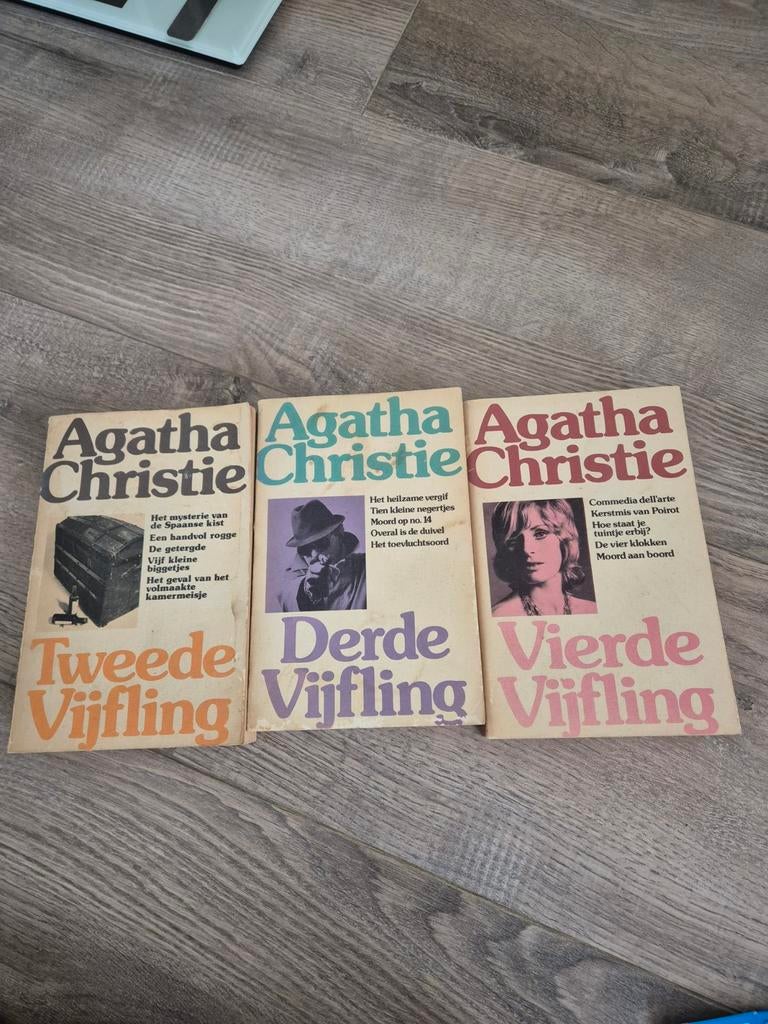 Agatha
Christie
Het mysterie van
de Spaanse kist
Een handvol rogge
De getergde
Vijf kleine
biggetjes
Het geval van het
volmaakte
kamermeisje
Tweede
Vijfling
Agatha
Christie
Het heilzame vergif
Tien kleine negertjes
Moord op no. 14
Overal is de duivel
Het toevluchtsoord
Derde
Vijfling
Agatha
Christie
Commedia dell'arte
Kerstmis van Poirot
Hoe staat je
tuintje erbij?
De vier klokken
Moord aan boord
Vierde
Vijfling